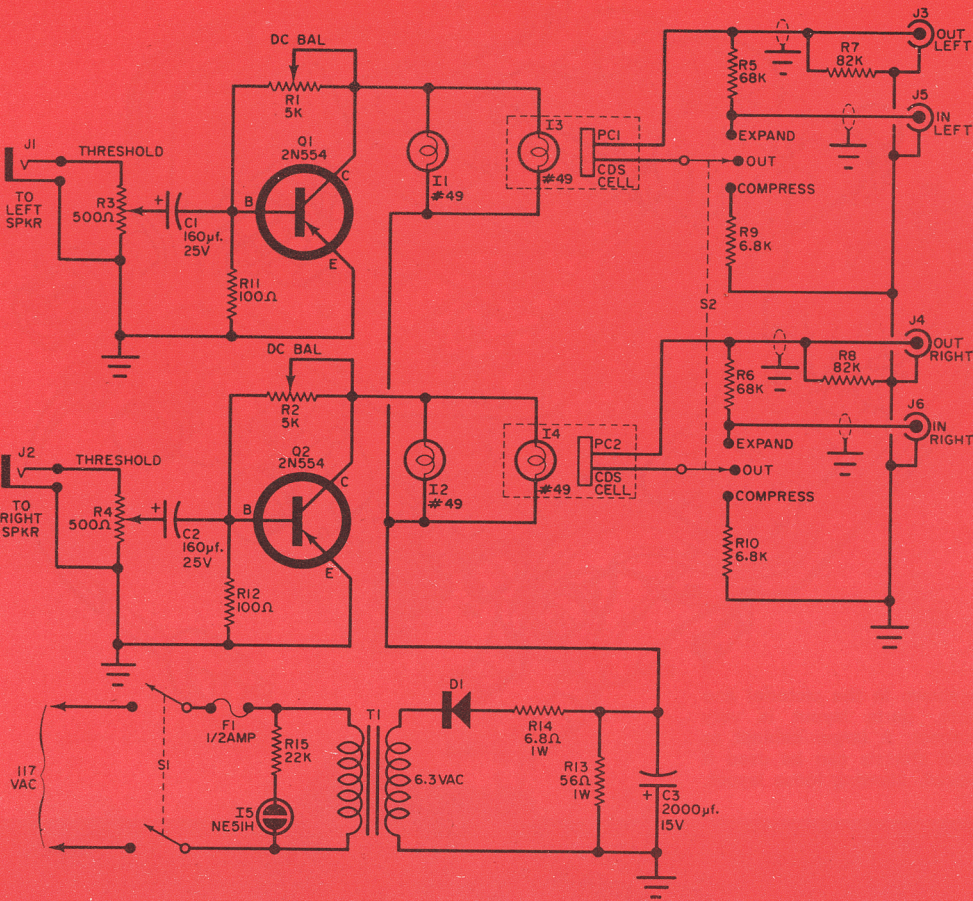 J3
OUT
LEFT
R7
82K
R5
68K
J5
IN
LEFT
DC BAL
R1
5K
Q1
2N554
C
B
E
I1
#49
I3
#49
PC1
CDS
CELL
EXPAND
OUT
COMPRESS
R9
6.8K
J1
THRESHOLD
TO
LEFT
SPKR
R3
500Ω
+
C1
160µf.
25V
R11
100Ω
S2
DC BAL
R2
5K
Q2
2N554
C
B
E
I2
#49
I4
#49
PC2
CDS
CELL
J4
OUT
RIGHT
R8
82K
R6
68K
J6
IN
RIGHT
EXPAND
OUT
COMPRESS
R10
6.8K
J2
THRESHOLD
TO
RIGHT
SPKR
R4
500Ω
+
C2
160µf.
25V
R12
100Ω
117
VAC
S1
F1
1/2AMP
R15
22K
I5
NE51H
T1
6.3VAC
D1
R14
6.8Ω
1W
R13
56Ω
1W
+
C3
2000µf.
15V